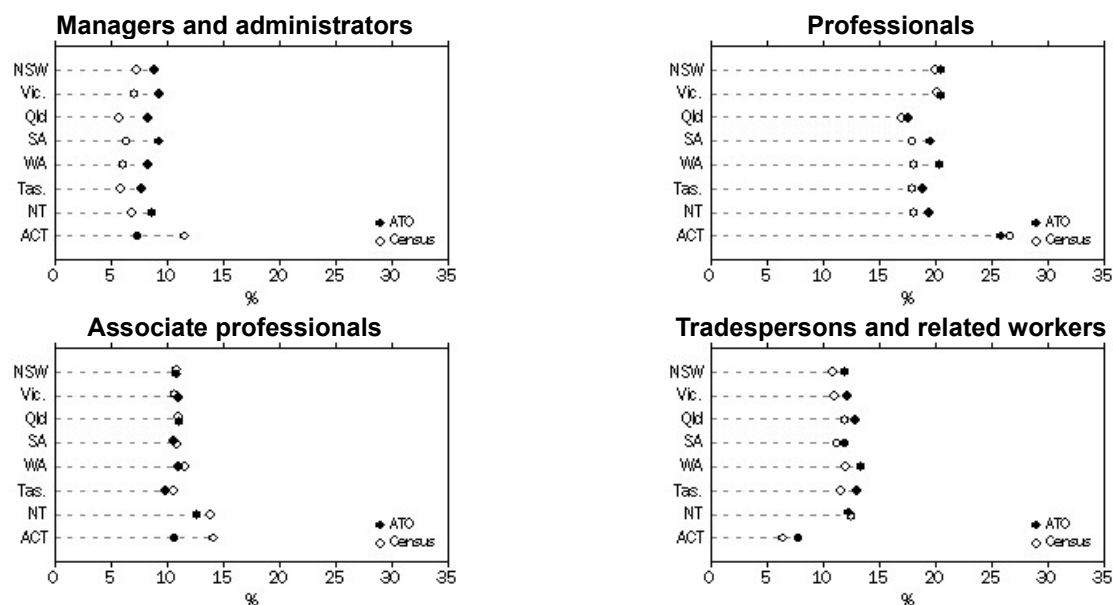 Managers and administrators
NSW
Vic.
Qld
SA
WA
Tas.
NT
ACT
ATO
Census
0 5 10 15 20 25 30 35
%
Professionals
NSW
Vic.
Qld
SA
WA
Tas.
NT
ACT
ATO
Census
0 5 10 15 20 25 30 35
%
Associate professionals
NSW
Vic.
Qld
SA
WA
Tas.
NT
ACT
ATO
Census
0 5 10 15 20 25 30 35
%
Tradespersons and related workers
NSW
Vic.
Qld
SA
WA
Tas.
NT
ACT
ATO
Census
0 5 10 15 20 25 30 35
%